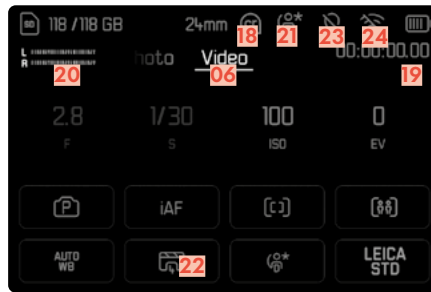 SD 118 /118 GB 24mm
18 21 23 24
L
R
20
hoto Video 00:00:00.00
06 19
2.8 1/30 100 0
F S ISO EV
P iAF
AUTO WB 22 LEICA STD